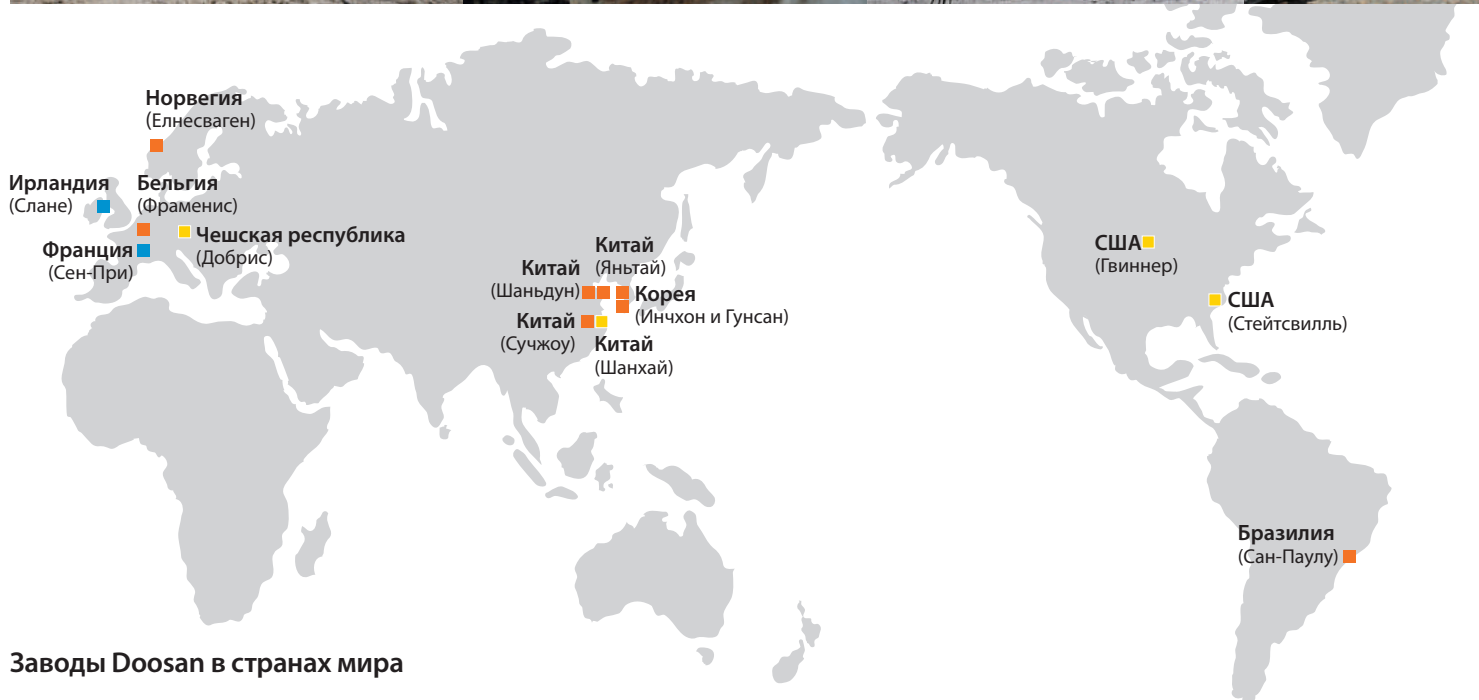 Норвегия
(Елнесваген)
Ирландия
(Слане)
Бельгия
(Фраменис)
Чешская республика
(Добрис)
Франция
(Сен-При)
Китай
(Яньтай)
Китай
(Шаньдун)
Корея
(Инчхон и Гунсан)
Китай
(Сучжоу)
Китай
(Шанхай)
США
(Гвиннер)
США
(Стейтсвилль)
Бразилия
(Сан-Паулу)
Заводы Doosan в странах мира